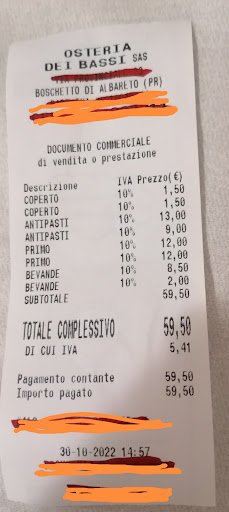 OSTERIA
DEI BASSI SAS
BOSCHETTO DI ALBARETO (PR)
DOCUMENTO COMMERCIALE
di vendita o prestazione
Descrizione IVA Prezzo(€)
COPERTO 10% 1,50
COPERTO 10% 1,50
ANTIPASTI 10% 13,00
ANTIPASTI 10% 9,00
PRIMO 10% 12,00
PRIMO 10% 12,00
BEVANDE 10% 8,50
BEVANDE 10% 2,00
SUBTOTALE 59,50
TOTALE COMPLESSIVO 59,50
DI CUI IVA 5,41
Pagamento contante 59,50
Importo pagato 59,50
30-10-2022 14:57